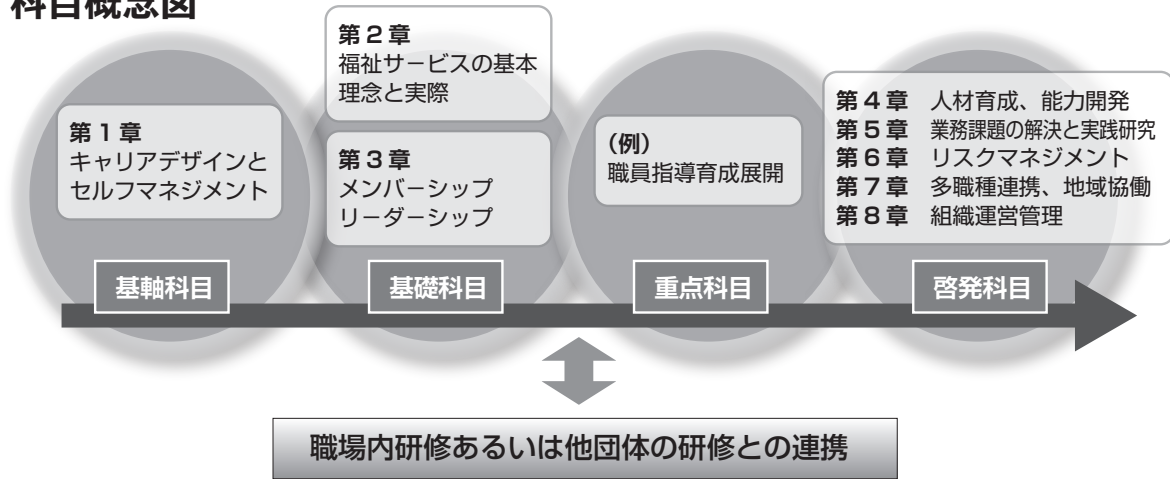 科目概念図
第1章
キャリアデザインと
セルフマネジメント
基軸科目
第2章
福祉サービスの基本
理念と実際
第3章
メンバーシップ
リーダーシップ
基礎科目
(例)
職員指導育成展開
重点科目
第4章 人材育成、能力開発
第5章 業務課題の解決と実践研究
第6章 リスクマネジメント
第7章 多職種連携、地域協働
第8章 組織運営管理
啓発科目
職場内研修あるいは他団体の研修との連携